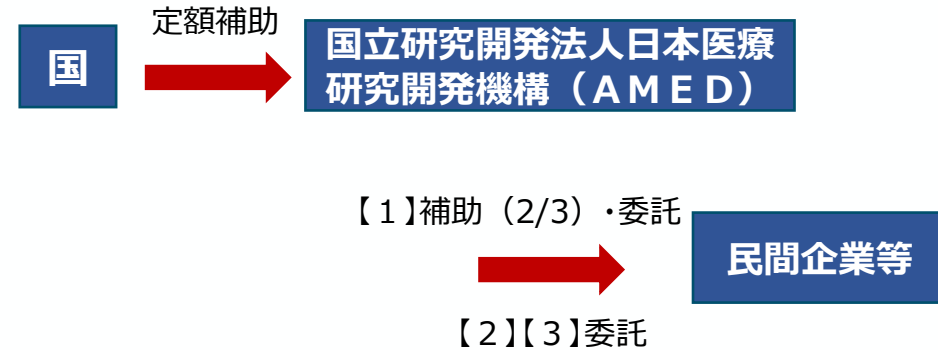 定額補助
国
国立研究開発法人日本医療
研究開発機構（ＡＭＥＤ）
【１】補助（2/3）・委託
民間企業等
【２】【３】委託